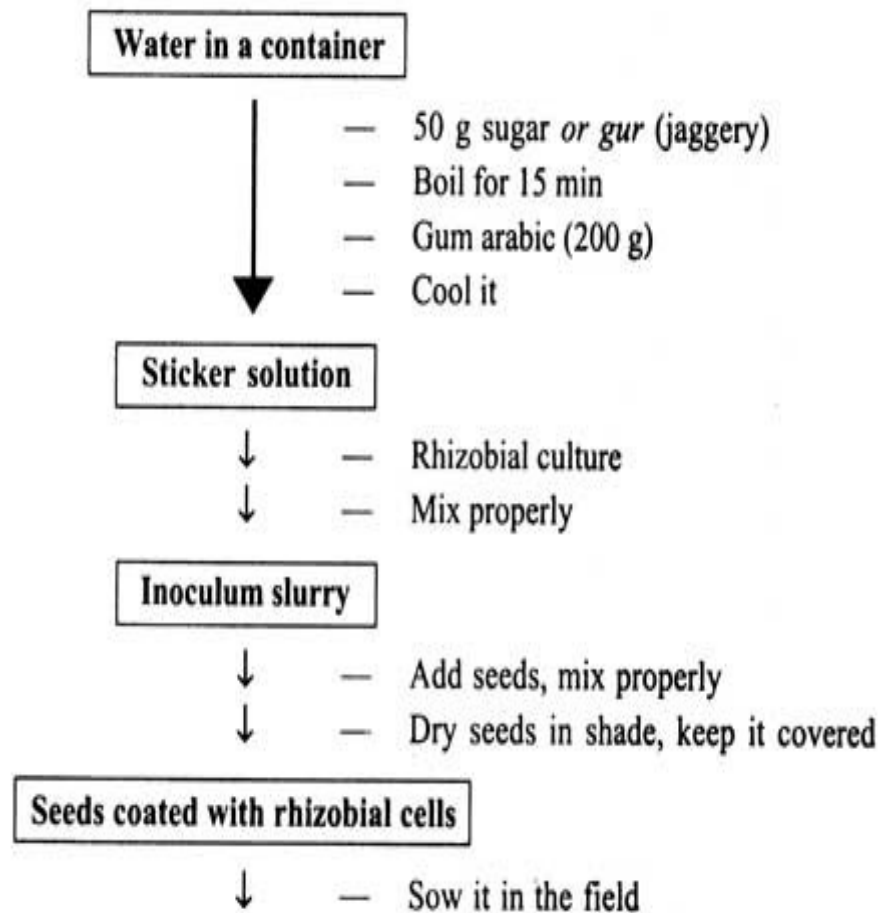 Water in a container
— 50 g sugar or gur (jaggery)
— Boil for 15 min
— Gum arabic (200 g)
— Cool it
Sticker solution
— Rhizobial culture
— Mix properly
Inoculum slurry
— Add seeds, mix properly
— Dry seeds in shade, keep it covered
Seeds coated with rhizobial cells
— Sow it in the field